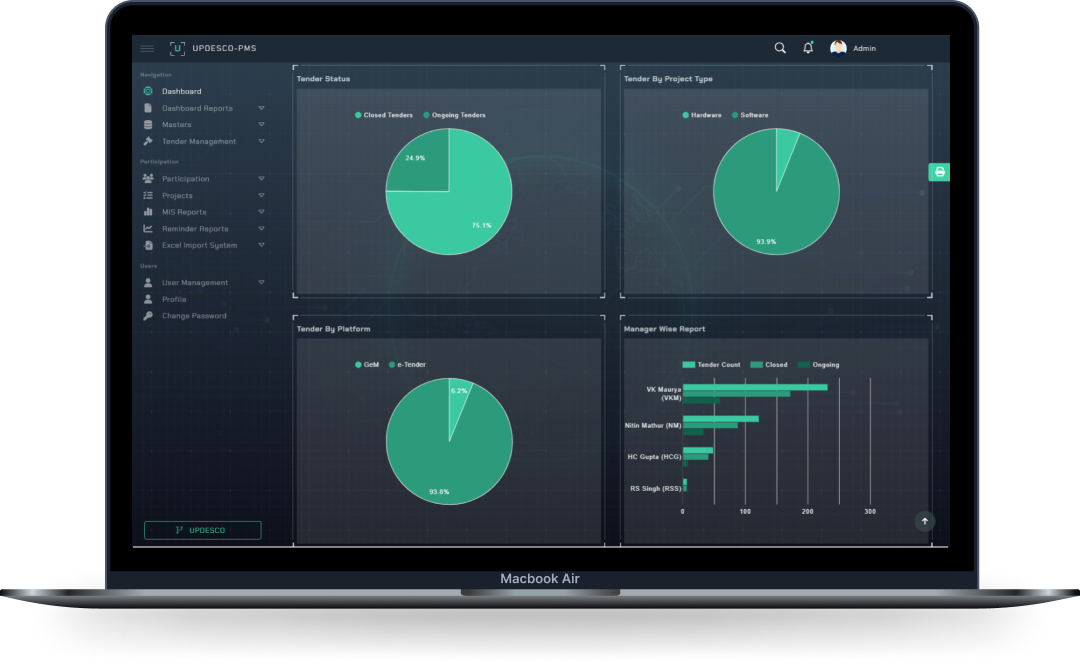 U UPDESCO-PMS
Admin
Navigation
Dashboard
Dashboard Reports
Masters
Tender Management
Participation
Participation
Projects
MIS Reports
Reminder Reports
Excel Import System
Users
User Management
Profile
Change Password
UPDESCO
Tender Status
Closed Tenders Ongoing Tenders
24.9%
75.1%
Tender By Project Type
Hardware Software
93.9%
Tender By Platform
GeM e-Tender
6.2%
93.8%
Manager Wise Report
Tender Count Closed Ongoing
VK Maurya
(VKM)
Nitin Mathur (NM)
HC Gupta (HCG)
RS Singh (RSS)
0 100 200 300
Macbook Air